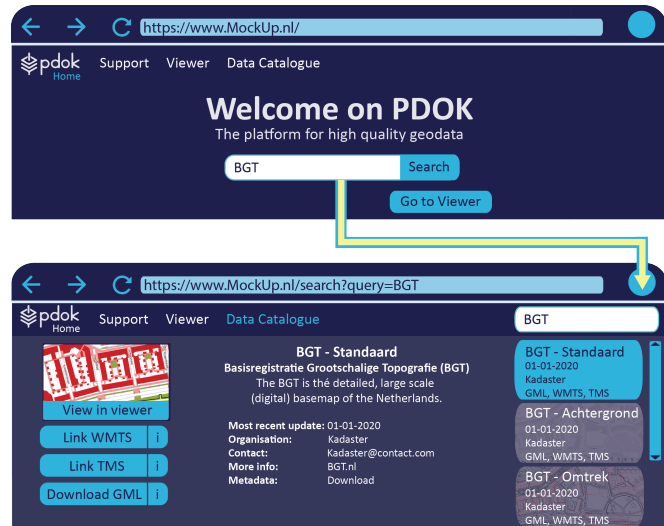 https://www.MockUp.nl/
pdok
Home
Support Viewer Data Catalogue
Welcome on PDOK
The platform for high quality geodata
BGT Search
Go to Viewer
https://www.MockUp.nl/search?query=BGT
pdok
Home
Support Viewer Data Catalogue
BGT
View in viewer
Link WMTS i
Link TMS i
Download GML i
BGT - Standaard
Basisregistratie Grootschalige Topografie (BGT)
The BGT is thé detailed, large scale
(digital) basemap of the Netherlands.
Most recent update: 01-01-2020
Organisation: Kadaster
Contact: Kadaster@contact.com
More info: BGT.nl
Metadata: Download
BGT - Standaard
01-01-2020
Kadaster
GML, WMTS, TMS
BGT - Achtergrond
01-01-2020
Kadaster
GML, WMTS, TMS
BGT - Omtrek
01-01-2020
Kadaster
GML, WMTS, TMS